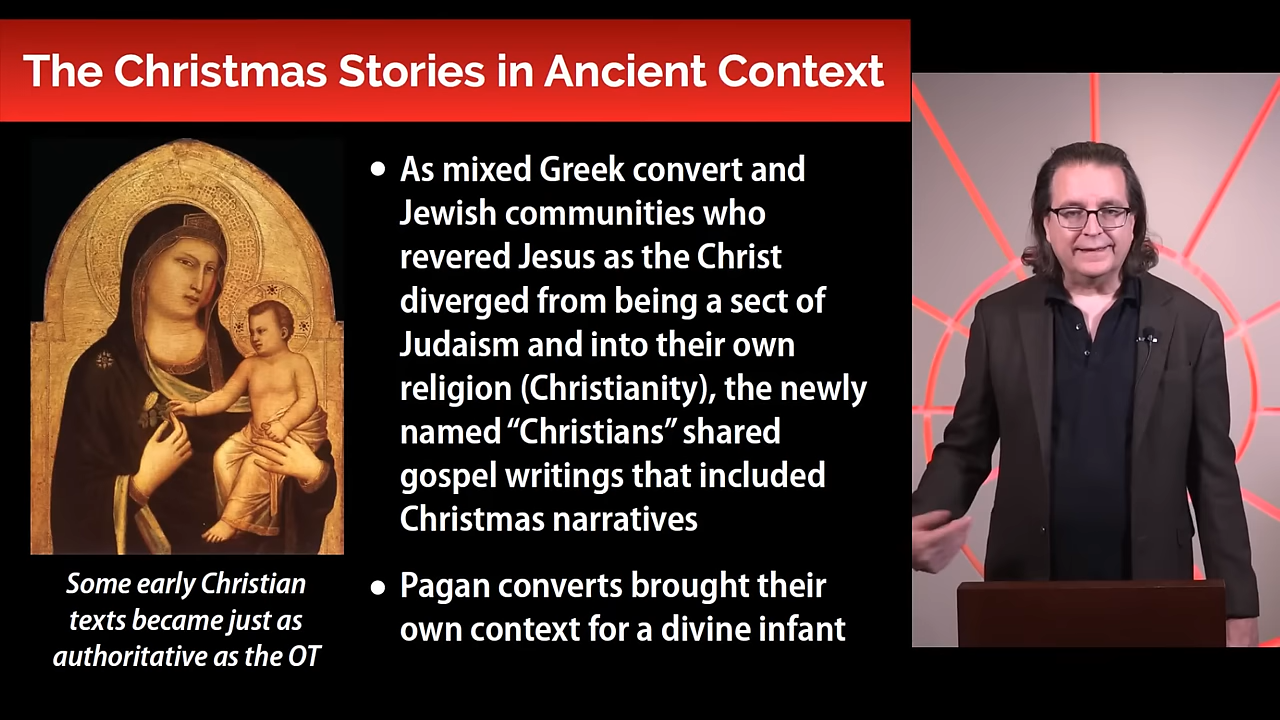 The Christmas Stories in Ancient Context
• As mixed Greek convert and
Jewish communities who
revered Jesus as the Christ
diverged from being a sect of
Judaism and into their own
religion (Christianity), the newly
named “Christians” shared
gospel writings that included
Christmas narratives
• Pagan converts brought their
own context for a divine infant
Some early Christian
texts became just as
authoritative as the OT